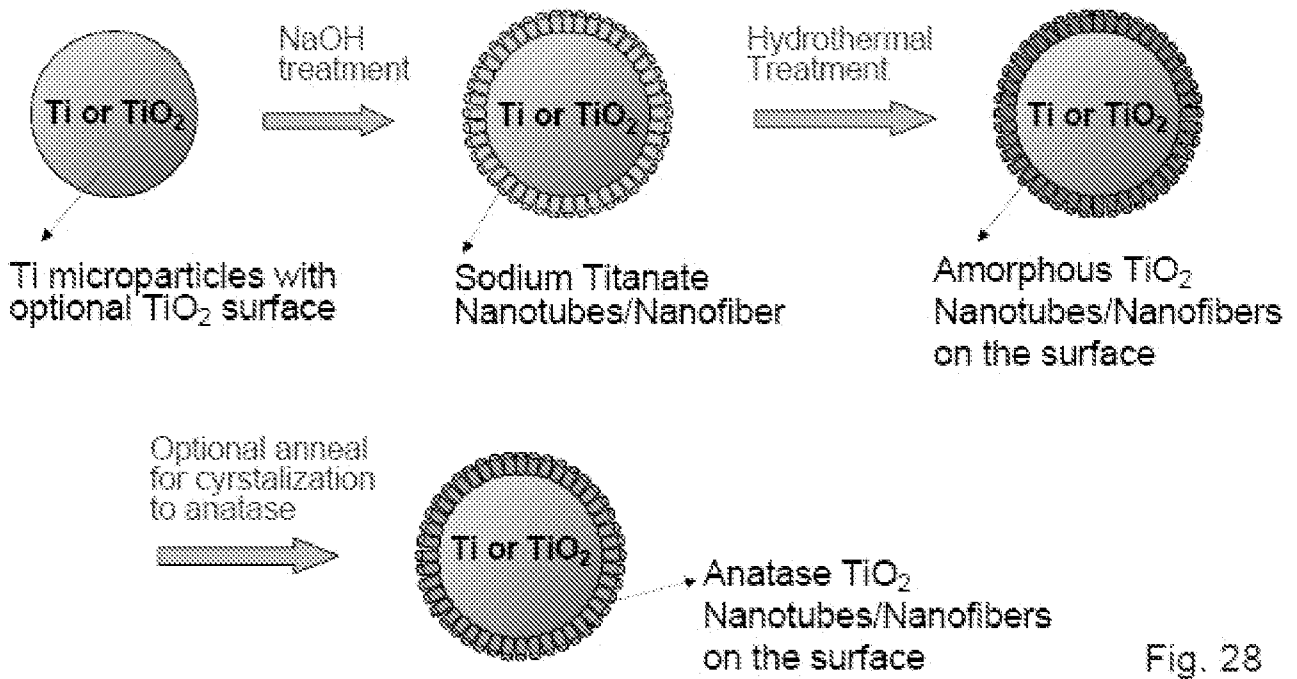 NaOH
treatment
Hydrothermal
Treatment
Ti or TiO₂
Ti or TiO₂
Ti or TiO₂
Ti microparticles with
optional TiO₂ surface
Sodium Titanate
Nanotubes/Nanofiber
Amorphous TiO₂
Nanotubes/Nanofibers
on the surface
Optional anneal
for cyrstalization
to anatase
Ti or TiO₂
Anatase TiO₂
Nanotubes/Nanofibers
on the surface
Fig. 28